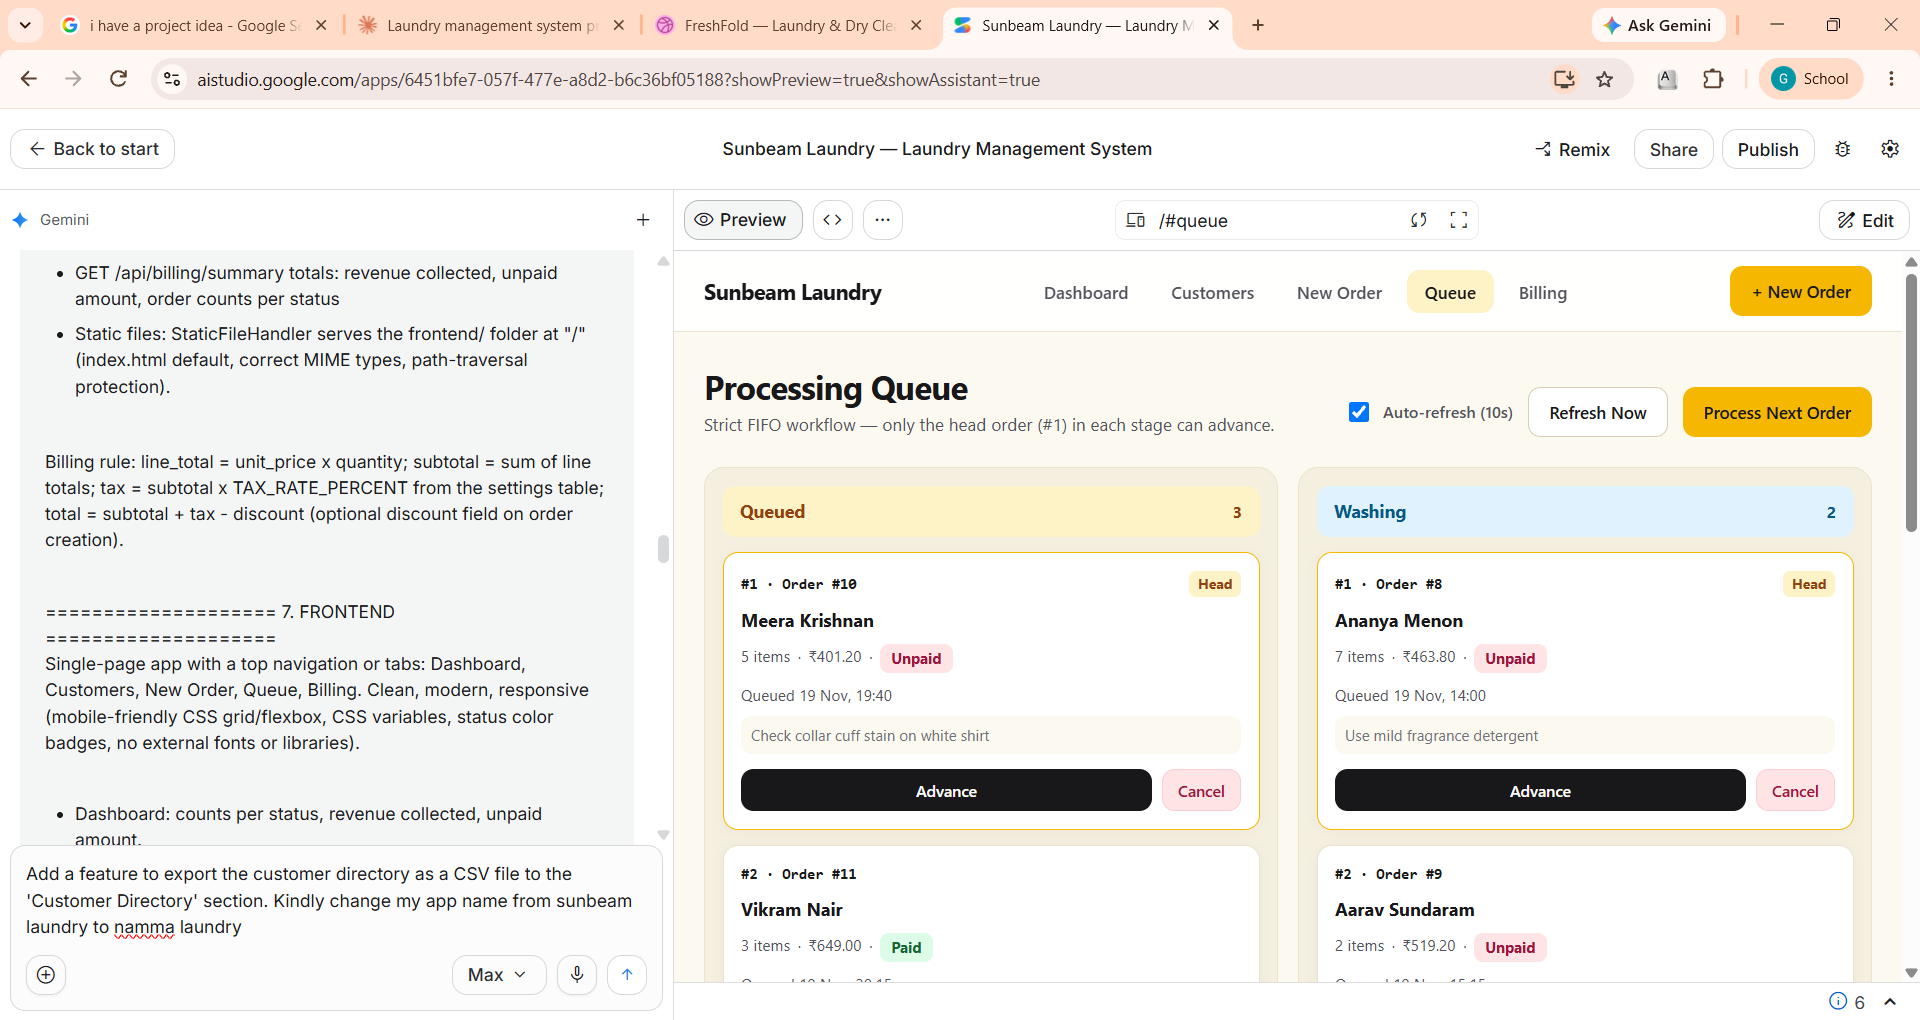 i have a project idea - Google Se
Laundry management system pr
FreshFold — Laundry & Dry Cle
Sunbeam Laundry — Laundry M
Ask Gemini
aistudio.google.com/apps/6451bfe7-057f-477e-a8d2-b6c36bf05188?showPreview=true&showAssistant=true
A
G School
Back to start
Sunbeam Laundry — Laundry Management System
Remix
Share
Publish
Gemini
Preview
/#queue
Edit
GET /api/billing/summary totals: revenue collected, unpaid
amount, order counts per status
Static files: StaticFileHandler serves the frontend/ folder at "/"
(index.html default, correct MIME types, path-traversal
protection).
Billing rule: line_total = unit_price x quantity; subtotal = sum of line
totals; tax = subtotal x TAX_RATE_PERCENT from the settings table;
total = subtotal + tax - discount (optional discount field on order
creation).
==================== 7. FRONTEND
====================
Single-page app with a top navigation or tabs: Dashboard,
Customers, New Order, Queue, Billing. Clean, modern, responsive
(mobile-friendly CSS grid/flexbox, CSS variables, status color
badges, no external fonts or libraries).
Dashboard: counts per status, revenue collected, unpaid
amount.
Add a feature to export the customer directory as a CSV file to the
'Customer Directory' section. Kindly change my app name from sunbeam
laundry to namma laundry
Max
Sunbeam Laundry
Dashboard
Customers
New Order
Queue
Billing
+ New Order
Processing Queue
Strict FIFO workflow — only the head order (#1) in each stage can advance.
Auto-refresh (10s)
Refresh Now
Process Next Order
Queued 3
#1 · Order #10 Head
Meera Krishnan
5 items · ₹401.20 · Unpaid
Queued 19 Nov, 19:40
Check collar cuff stain on white shirt
Advance
Cancel
#2 · Order #11
Vikram Nair
3 items · ₹649.00 · Paid
Washing 2
#1 · Order #8 Head
Ananya Menon
7 items · ₹463.80 · Unpaid
Queued 19 Nov, 14:00
Use mild fragrance detergent
Advance
Cancel
#2 · Order #9
Aarav Sundaram
2 items · ₹519.20 · Unpaid
6